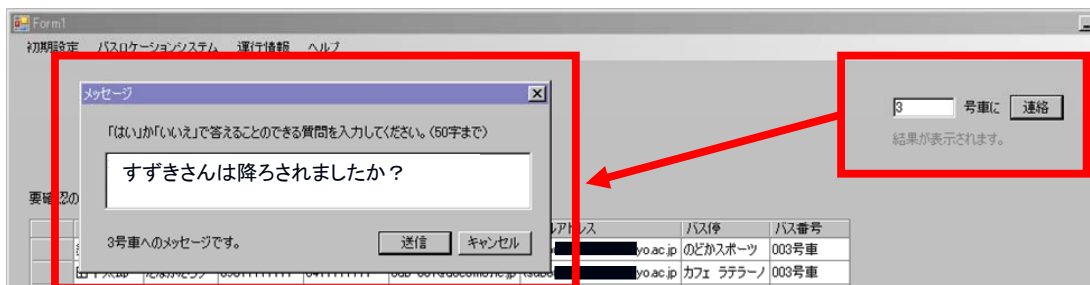 Form1
初期設定 バスロケーションシステム 運行情報 ヘルプ
メッセージ
3 号車に 連絡
「はい」か「いいえ」で答えることのできる質問を入力してください。(50字まで)
結果が表示されます。
すずきさんは降ろされましたか？
要確認の
3号車へのメッセージです。 送信 キャンセル
ルアドレス バス停 バス番号
yo.ac.jp のどかスポーツ 003号車
yo.ac.jp カフェ ラテラーノ 003号車